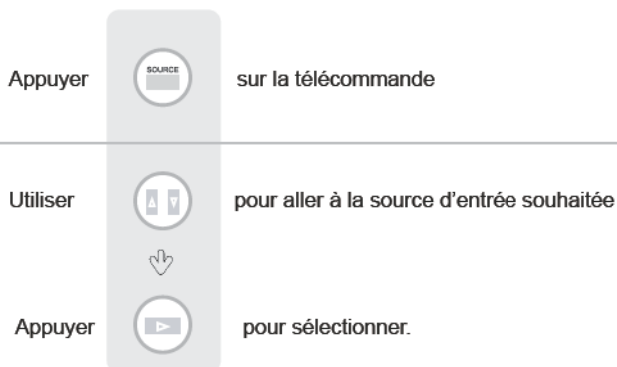 Appuyer SOURCE sur la télécommande
Utiliser pour aller à la source d'entrée souhaitée
Appuyer pour sélectionner.